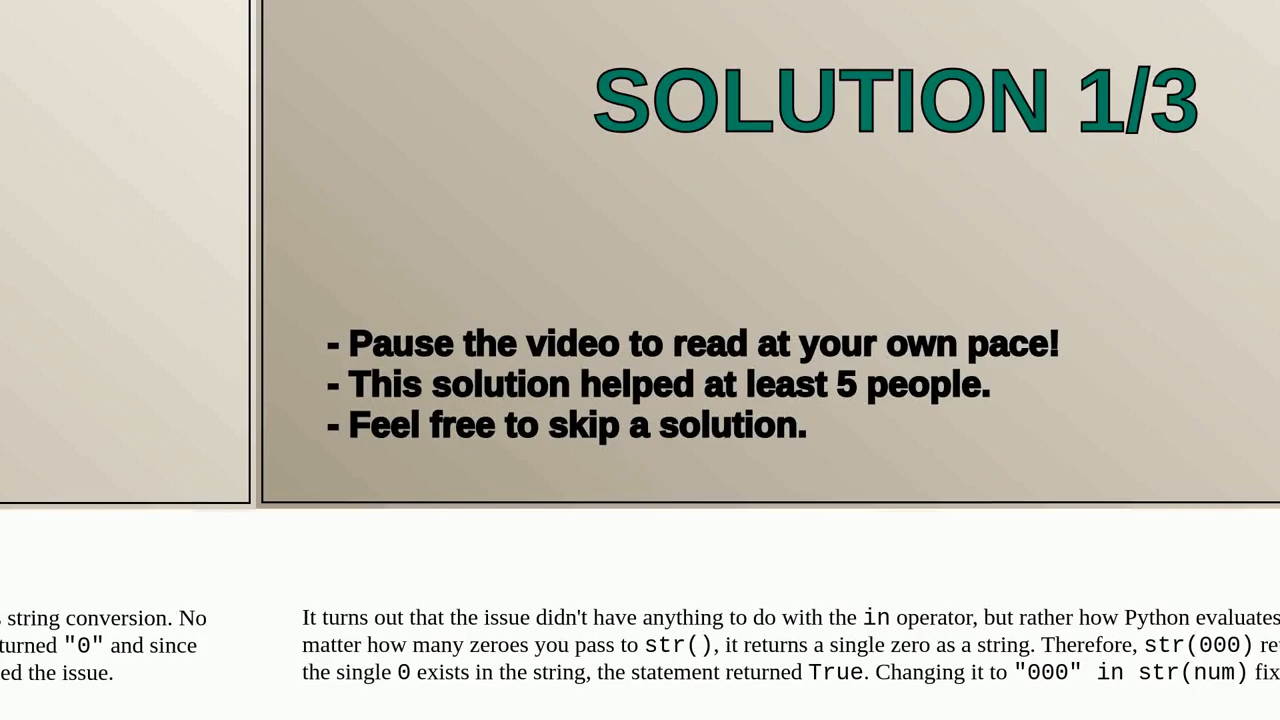 SOLUTION 1/3
- Pause the video to read at your own pace!
- This solution helped at least 5 people.
- Feel free to skip a solution.
string conversion. No
turned "0" and since
ed the issue.
It turns out that the issue didn't have anything to do with the in operator, but rather how Python evaluates
matter how many zeroes you pass to str(), it returns a single zero as a string. Therefore, str(000) re
the single 0 exists in the string, the statement returned True. Changing it to "000" in str(num) fix